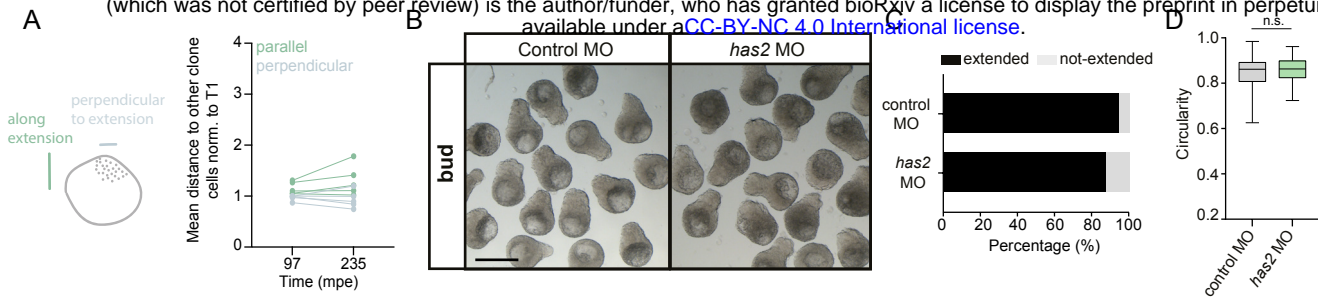 (which was not certified by peer review) is the author/funder, who has granted bioRxiv a license to display the preprint in perpetu
available under aCC-BY-NC 4.0 International license.
A
along
extension
perpendicular
to extension
Mean distance to other clone
cells norm. to T1
4
3
2
1
0
parallel
perpendicular
97
235
Time (mpe)
B
Control MO
has2 MO
bud
C
extended
not-extended
control
MO
has2
MO
0
20
40
60
80
100
Percentage (%)
D
n.s.
Circularity
1.0
0.8
0.6
0.4
0.2
control MO
has2 MO